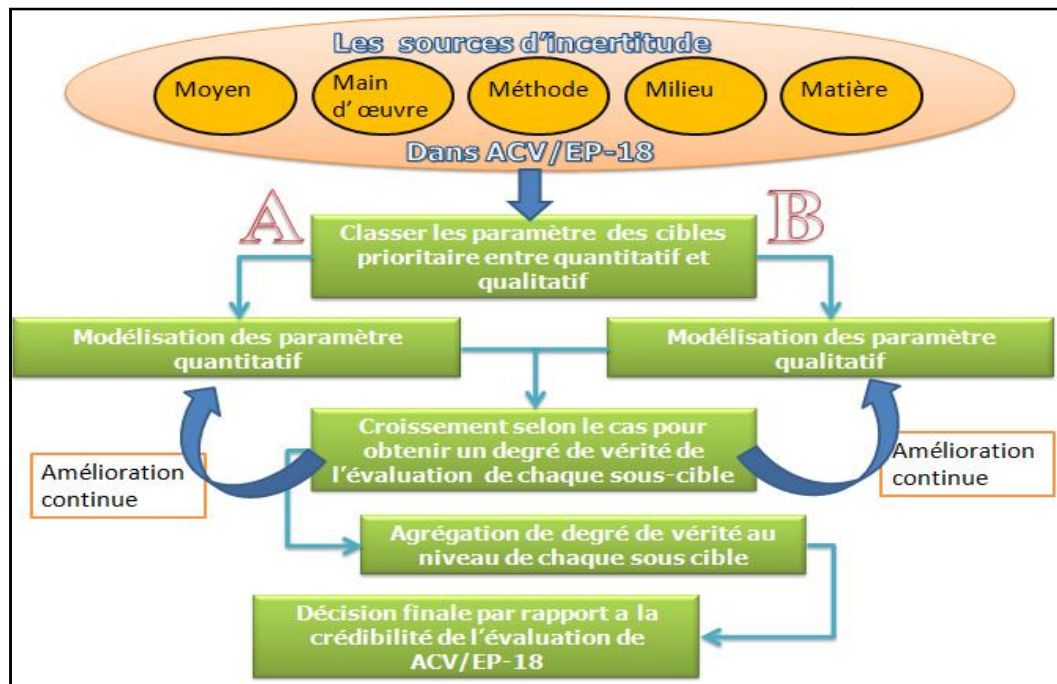 Les sources d'incertitude
Moyen
Main
d' œuvre
Méthode
Milieu
Matière
Dans ACV/EP-18
A
B
Classer les paramètre des cibles
prioritaire entre quantitatif et
qualitatif
Modélisation des paramètre
quantitatif
Modélisation des paramètre
qualitatif
Croissement selon le cas pour
obtenir un degré de vérité de
l'évaluation de chaque sous-cible
Amélioration
continue
Amélioration
continue
Agrégation de degré de vérité au
niveau de chaque sous cible
Décision finale par rapport a la
crédibilité de l'évaluation de
ACV/EP-18